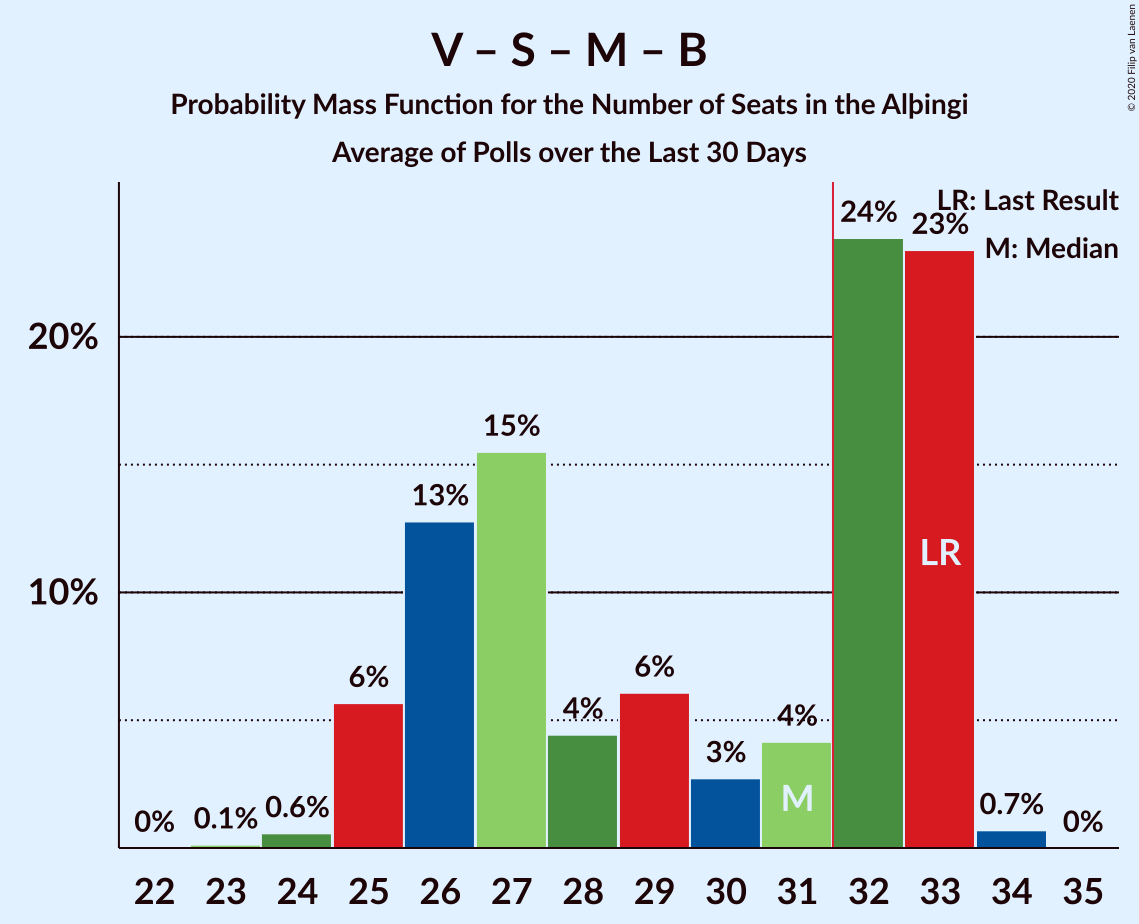 V – S – M – B
Probability Mass Function for the Number of Seats in the Alþingi
Average of Polls over the Last 30 Days
© 2020 Filip van Laenen
LR: Last Result
M: Median
20%
10%
0%
0.1%
0.6%
6%
13%
15%
4%
6%
3%
4%
24%
23%
0.7%
0%
M
LR
22 23 24 25 26 27 28 29 30 31 32 33 34 35